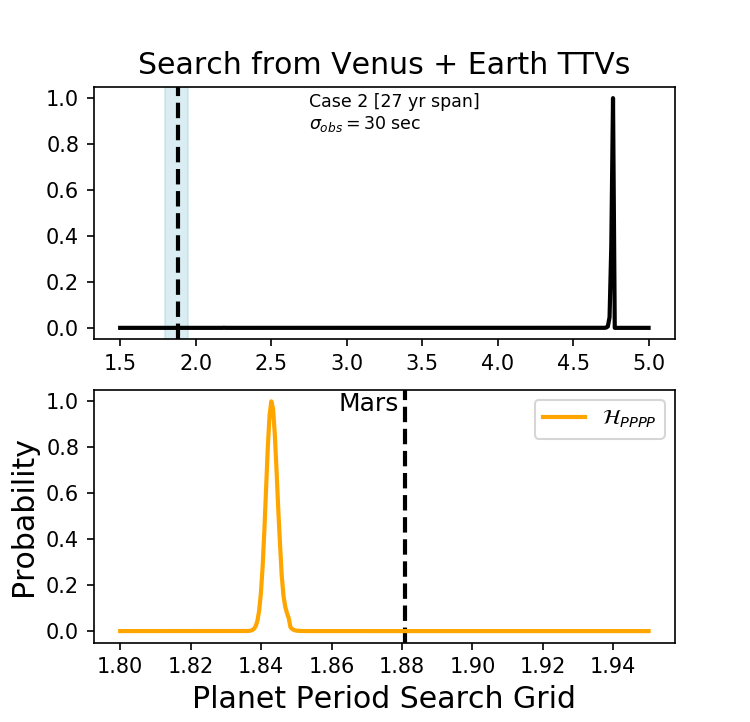 Search from Venus + Earth TTVs
Case 2 [27 yr span]
σ_obs = 30 sec
1.0
0.8
0.6
0.4
0.2
0.0
1.5 2.0 2.5 3.0 3.5 4.0 4.5 5.0
Mars
ℋ_PPPP
1.0
0.8
0.6
0.4
0.2
0.0
Probability
1.80 1.82 1.84 1.86 1.88 1.90 1.92 1.94
Planet Period Search Grid